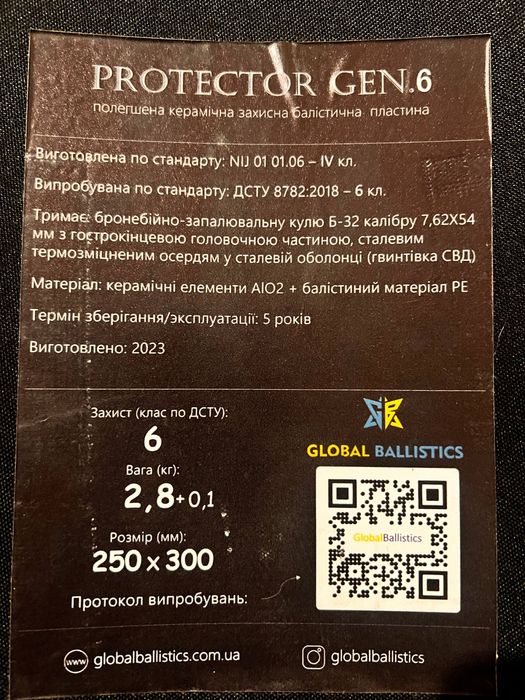 PROTECTOR GEN.6
полегшена керамічна захисна балістична пластина
Виготовлена по стандарту: NIJ 01 01.06 – IV кл.
Випробувана по стандарту: ДСТУ 8782:2018 – 6 кл.
Тримає бронебійно-запалювальну кулю Б-32 калібру 7,62Х54
мм з гострокінцевою головочною частиною, сталевим
термозміцненим осердям у сталевій оболонці (гвинтівка СВД)
Матеріал: керамічні елементи AlO2 + балістиний матеріал PE
Термін зберігання/эксплуатації: 5 років
Виготовлено: 2023
Захист (клас по ДСТУ):
6
Вага (кг):
2,8+0,1
Розмір (мм):
250 x 300
Протокол випробувань:
GLOBAL BALLISTICS
GlobalBallistics
www globalballistics.com.ua
globalballistics